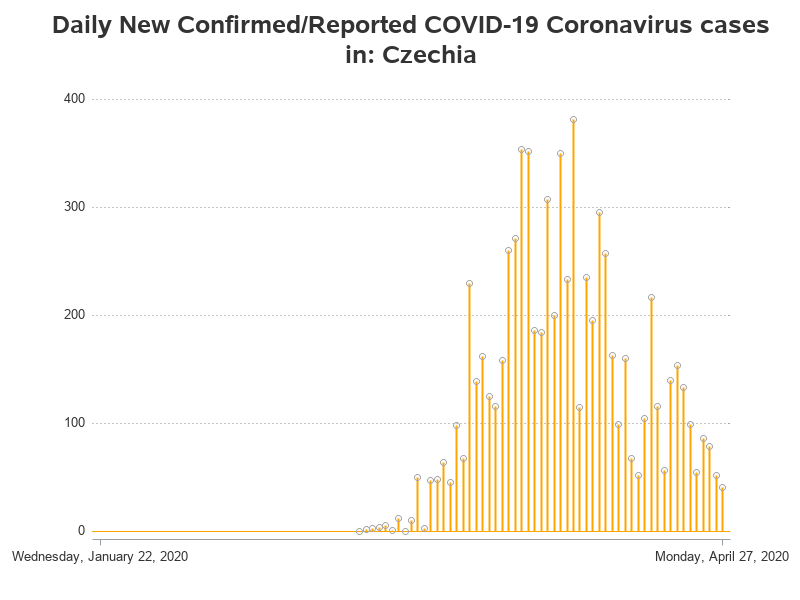 Daily New Confirmed/Reported COVID-19 Coronavirus cases
in: Czechia
400
300
200
100
0
Wednesday, January 22, 2020
Monday, April 27, 2020